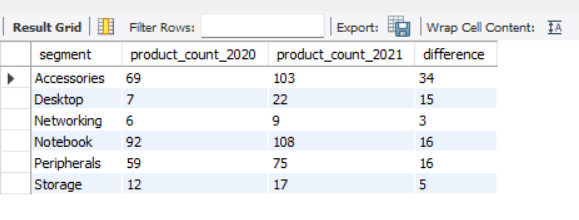 Result Grid Filter Rows: Export: Wrap Cell Content: IA
segment product_count_2020 product_count_2021 difference
Accessories 69 103 34
Desktop 7 22 15
Networking 6 9 3
Notebook 92 108 16
Peripherals 59 75 16
Storage 12 17 5